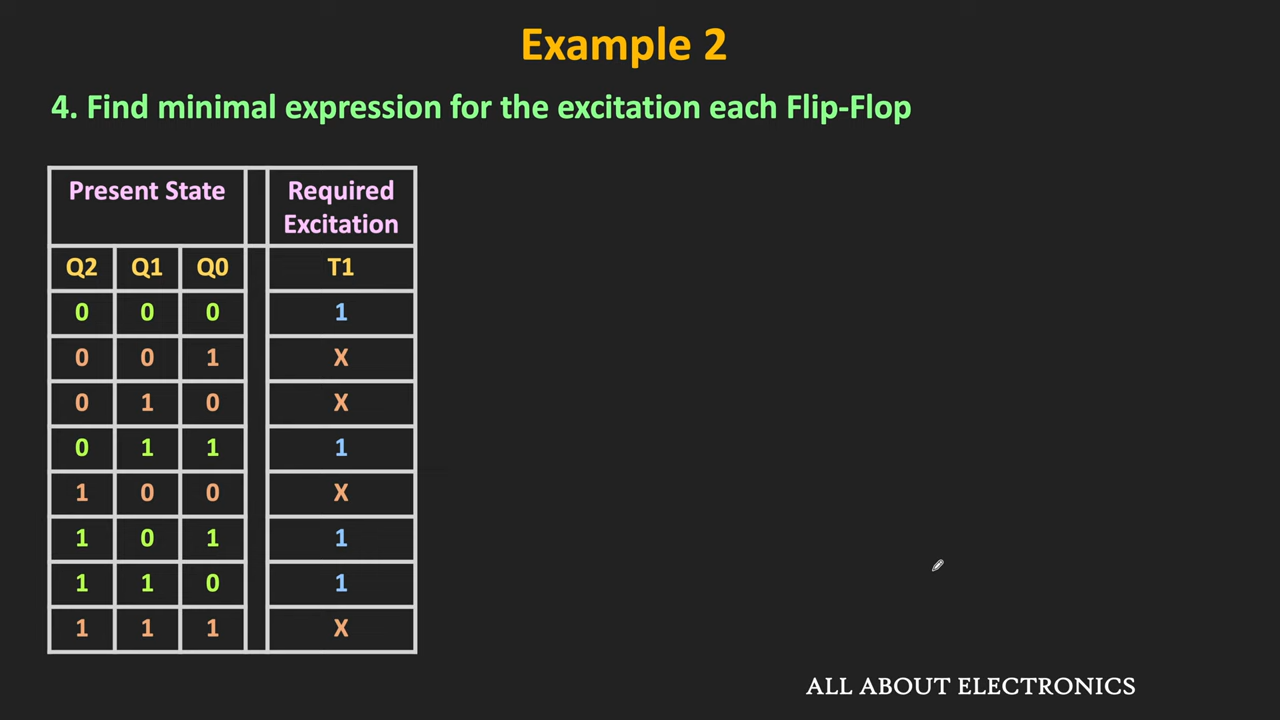 Example 2
4. Find minimal expression for the excitation each Flip-Flop
Present State Required
Excitation
Q2 Q1 Q0 T1
0 0 0 1
0 0 1 X
0 1 0 X
0 1 1 1
1 0 0 X
1 0 1 1
1 1 0 1
1 1 1 X
ALL ABOUT ELECTRONICS